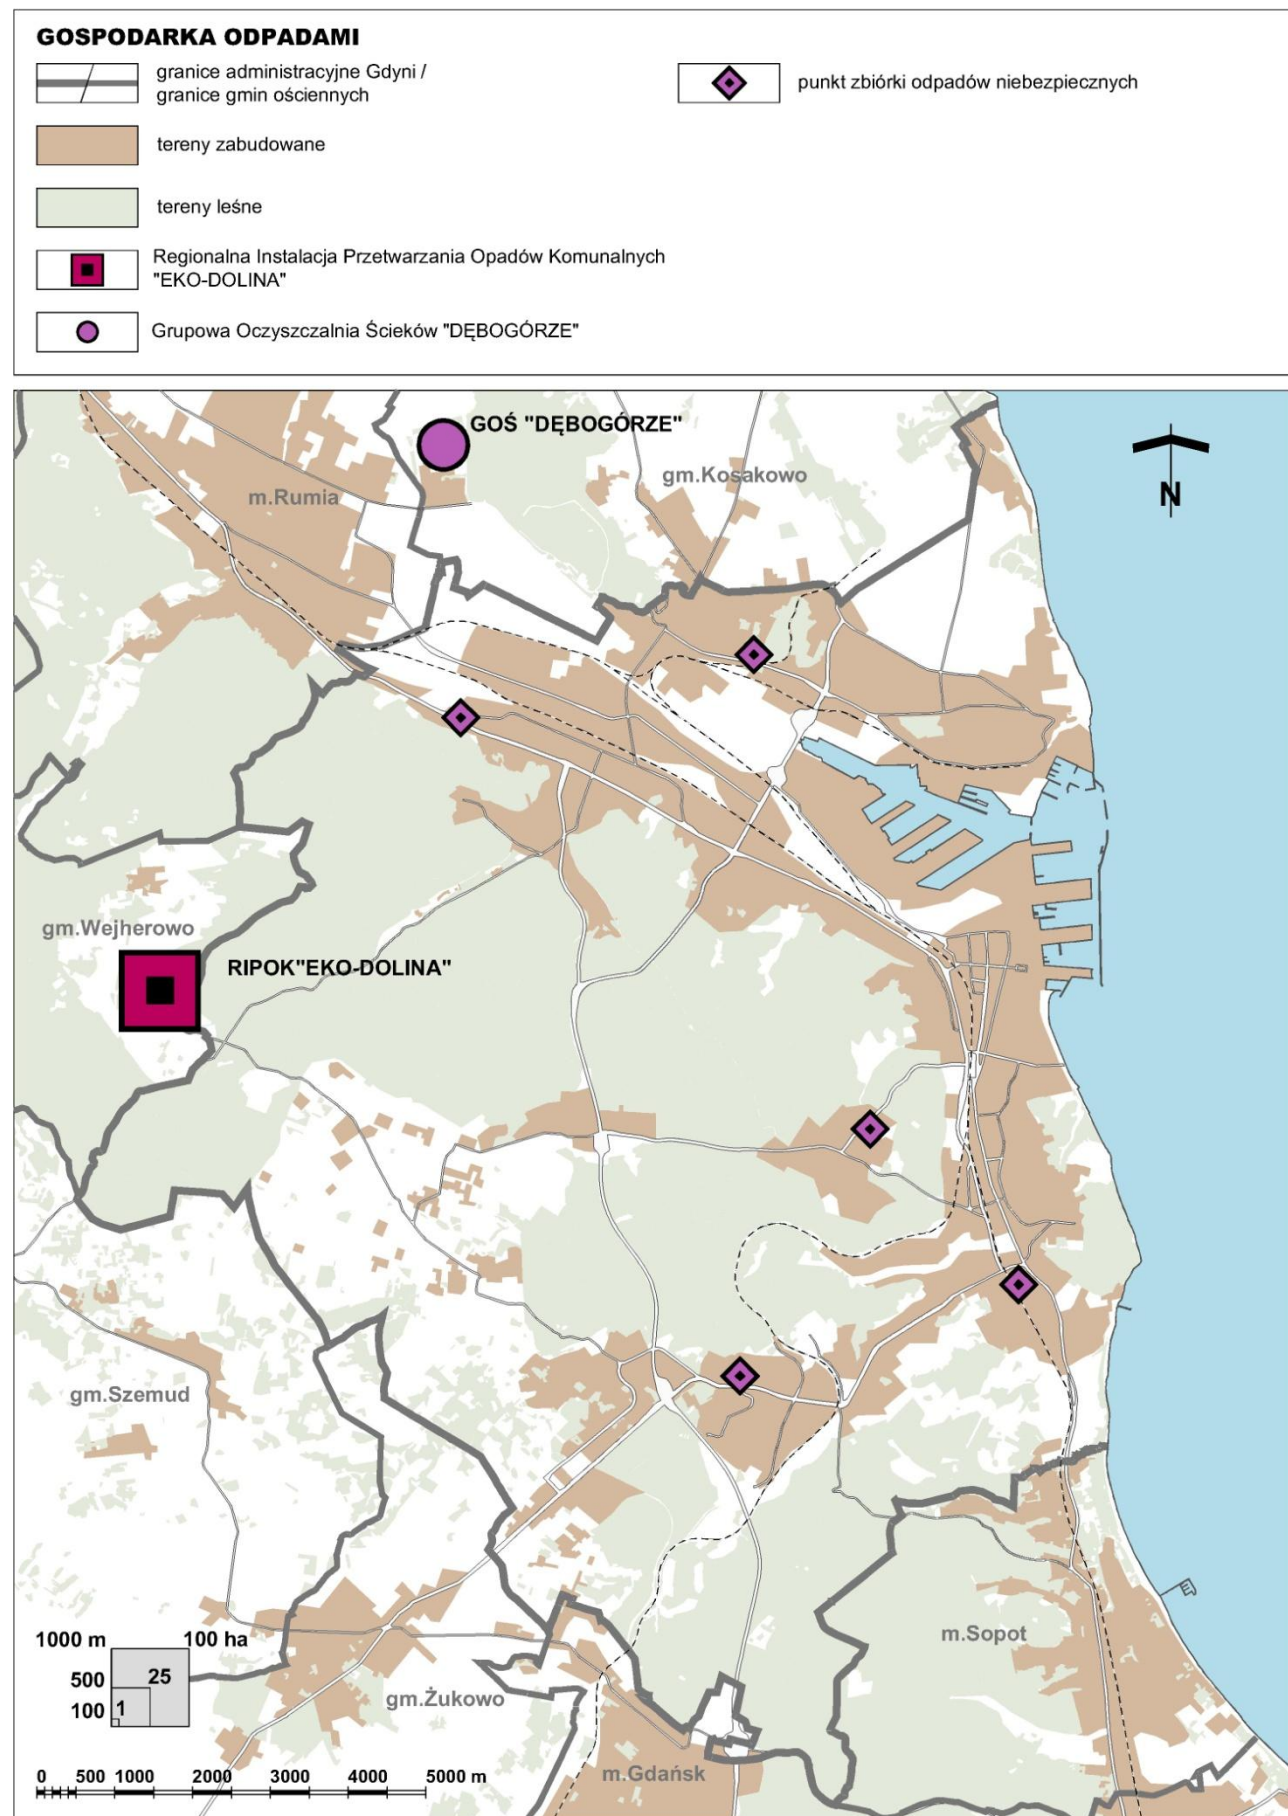 GOSPODARKA ODPADAMI
granice administracyjne Gdyni /
granice gmin ościennych
punkt zbiórki odpadów niebezpiecznych
tereny zabudowane
tereny leśne
Regionalna Instalacja Przetwarzania Opadów Komunalnych
"EKO-DOLINA"
Grupowa Oczyszczalnia Ścieków "DĘBOGÓRZE"
GOŚ "DĘBOGÓRZE"
gm.Kosakowo
m.Rumia
N
gm.Wejherowo
RIPOK"EKO-DOLINA"
gm.Szemud
m.Sopot
1000 m 100 ha
500 25
100 1
gm.Żukowo
m.Gdańsk
0 500 1000 2000 3000 4000 5000 m